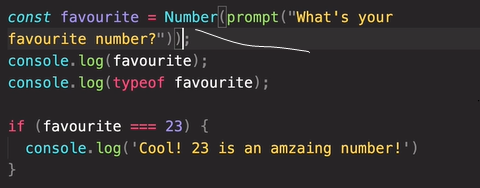 const favourite = Number(prompt("What's your
favourite number?"));
console.log(favourite);
console.log(typeof favourite);
if (favourite === 23) {
console.log('Cool! 23 is an amzaing number!')
}